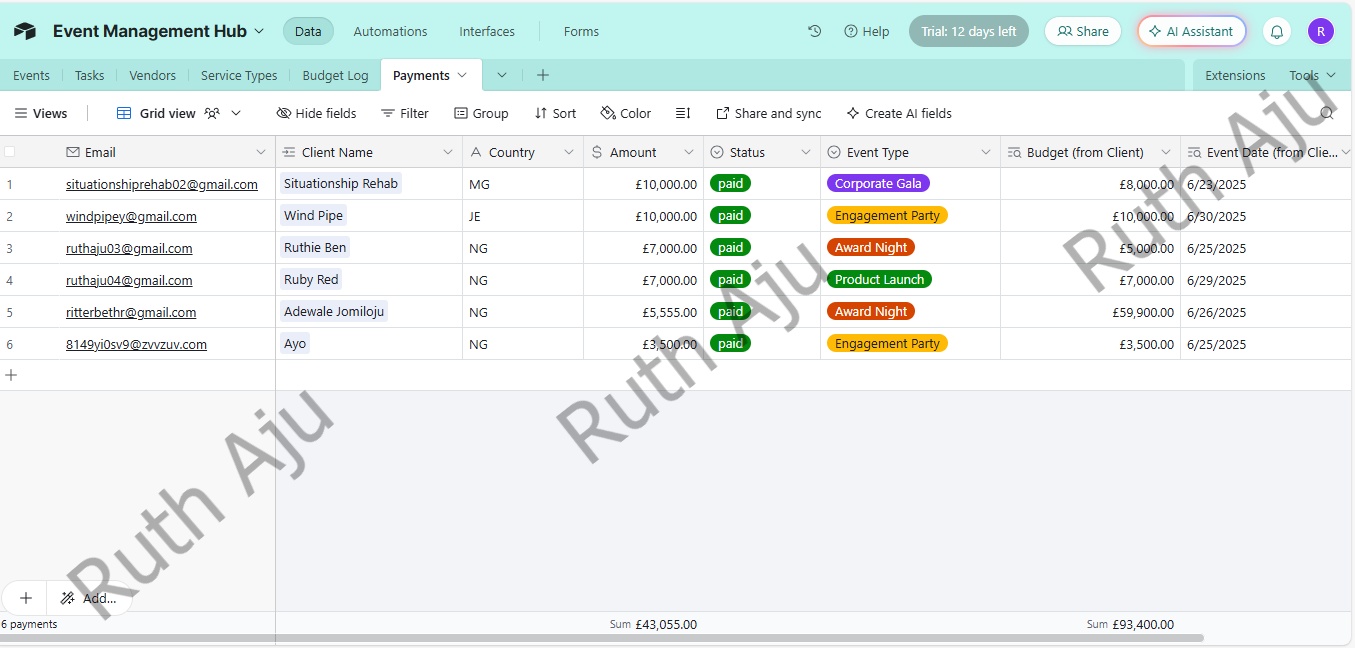 Event Management Hub Data Automations Interfaces Forms Help Trial: 12 days left Share AI Assistant R
Events Tasks Vendors Service Types Budget Log Payments Extensions Tools
Views Grid view Hide fields Filter Group Sort Color Share and sync Create AI fields
Email Client Name Country Amount Status Event Type Budget (from Client) Event Date (from Clie...
1 situationshiprehab02@gmail.com Situationship Rehab MG £10,000.00 paid Corporate Gala £8,000.00 6/23/2025
2 windpipey@gmail.com Wind Pipe JE £10,000.00 paid Engagement Party £10,000.00 6/30/2025
3 ruthaju03@gmail.com Ruthie Ben NG £7,000.00 paid Award Night £5,000.00 6/25/2025
4 ruthaju04@gmail.com Ruby Red NG £7,000.00 paid Product Launch £7,000.00 6/29/2025
5 ritterbethr@gmail.com Adewale Jomiloju NG £5,555.00 paid Award Night £59,900.00 6/26/2025
6 8149yi0sv9@zvvzuv.com Ayo NG £3,500.00 paid Engagement Party £3,500.00 6/25/2025
Ruth Aju
Ruth Aju
Ruth Aju
Add...
6 payments Sum £43,055.00 Sum £93,400.00